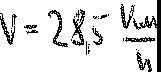 V = 28,5 km/h